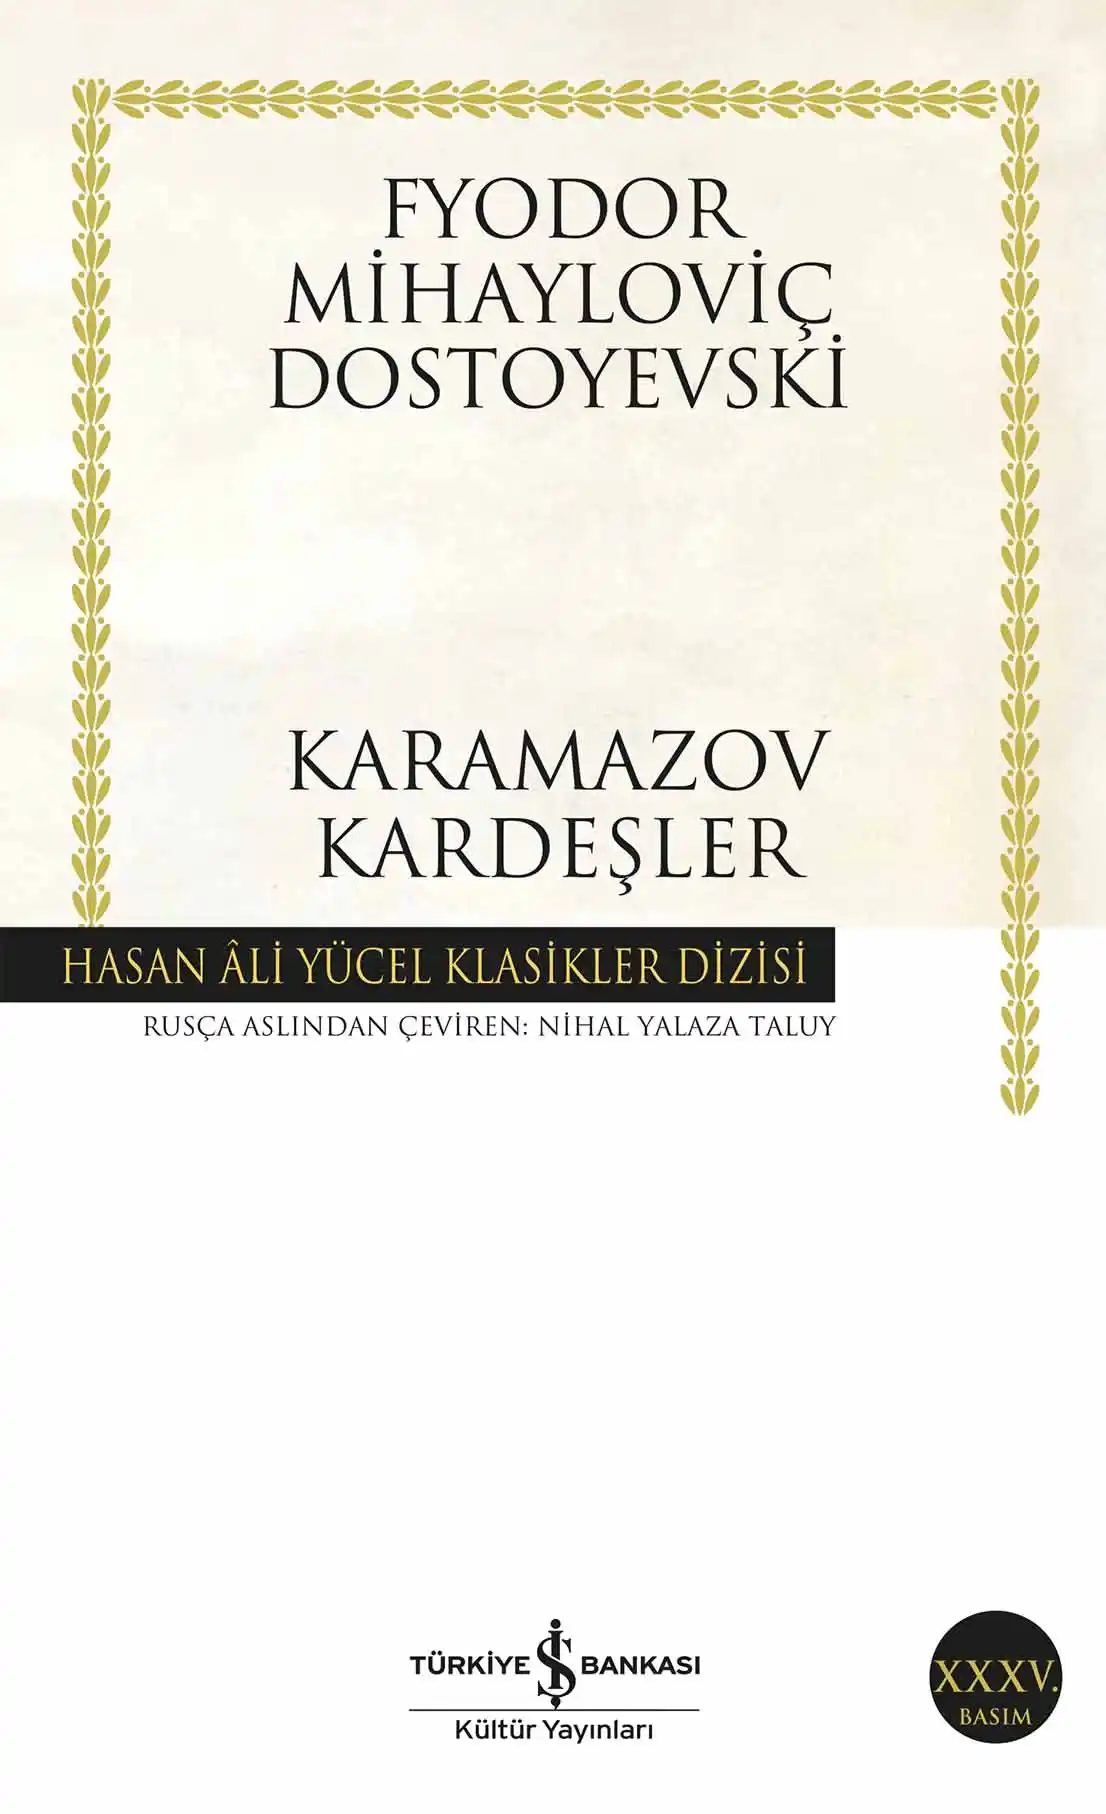 FYODOR
MİHAYLOVİÇ
DOSTOYEVSKİ
KARAMAZOV
KARDEŞLER
HASAN ÂLİ YÜCEL KLASİKLER DİZİSİ
RUSÇA ASLINDAN ÇEVİREN: NİHAL YALAZA TALUY
TÜRKİYE İŞ BANKASI
Kültür Yayınları
XXXV.
BASIM